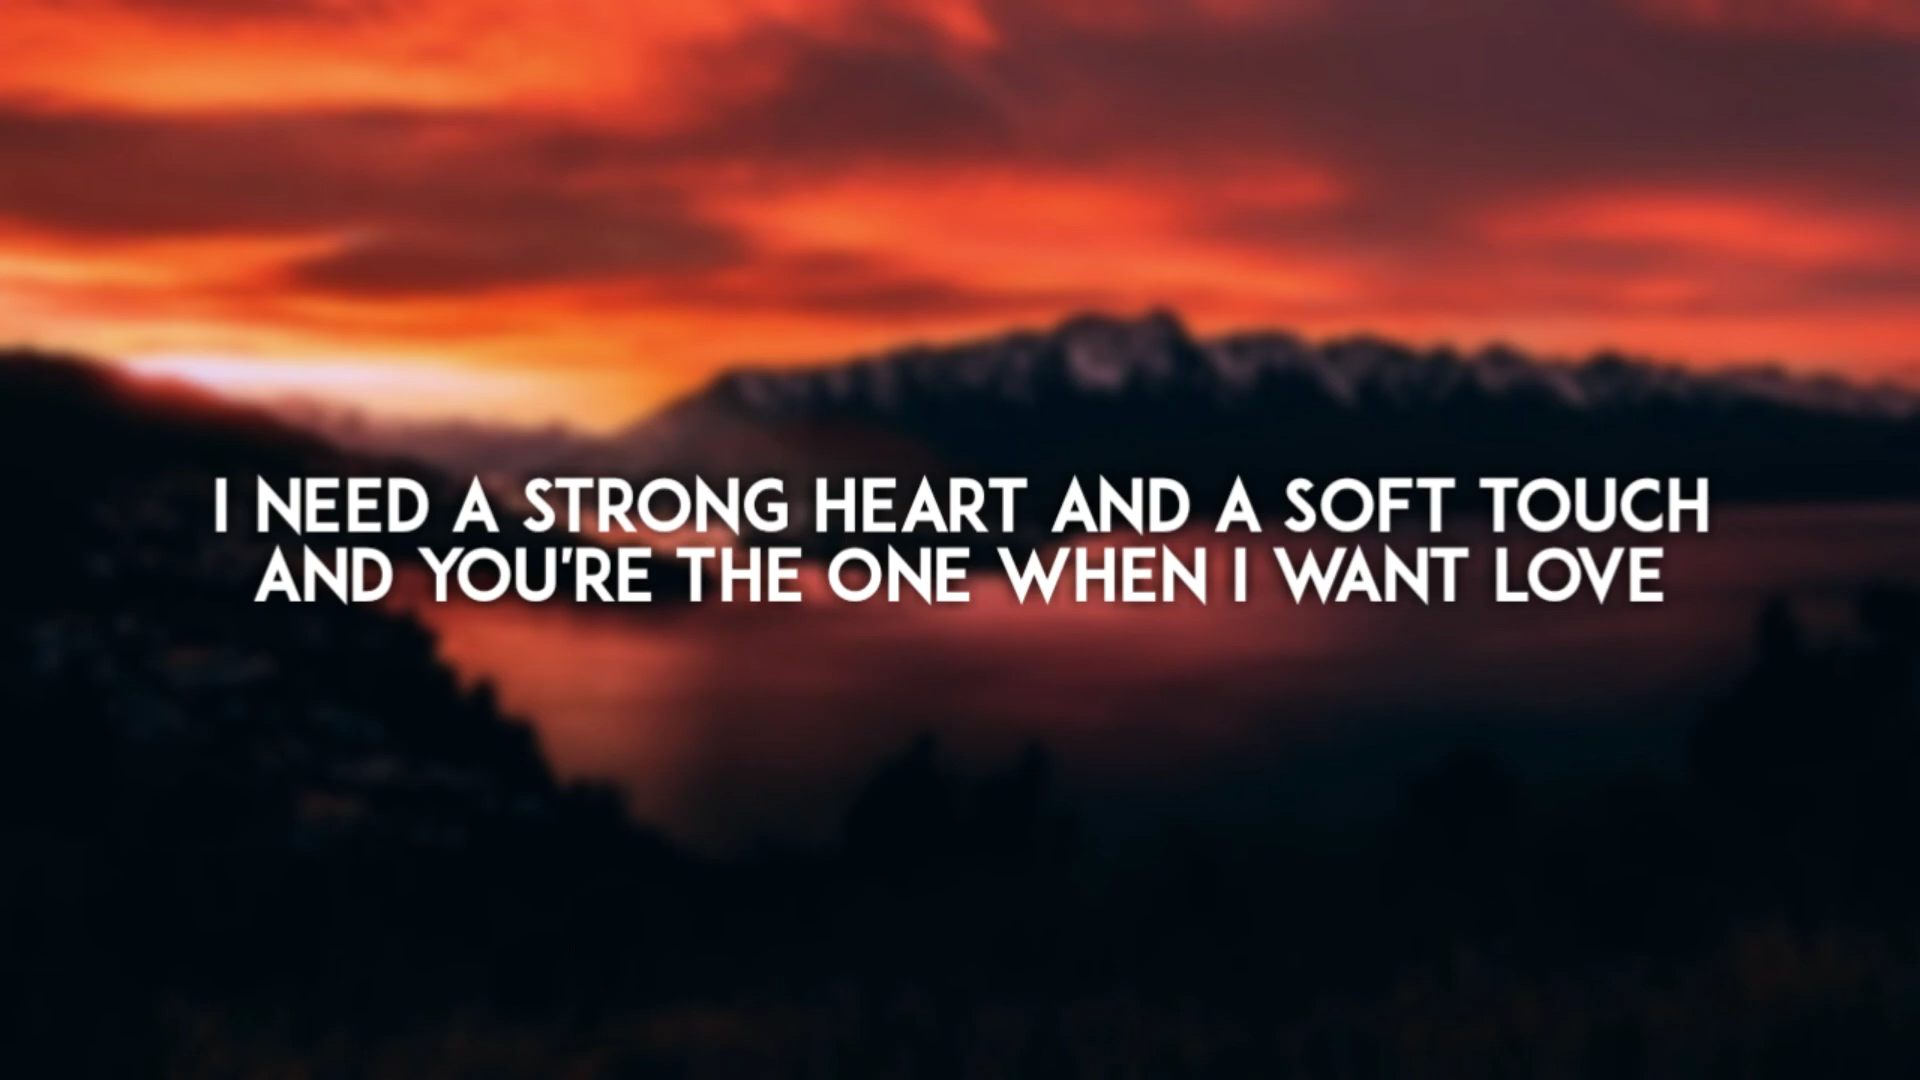 I NEED A STRONG HEART AND A SOFT TOUCH
AND YOU'RE THE ONE WHEN I WANT LOVE